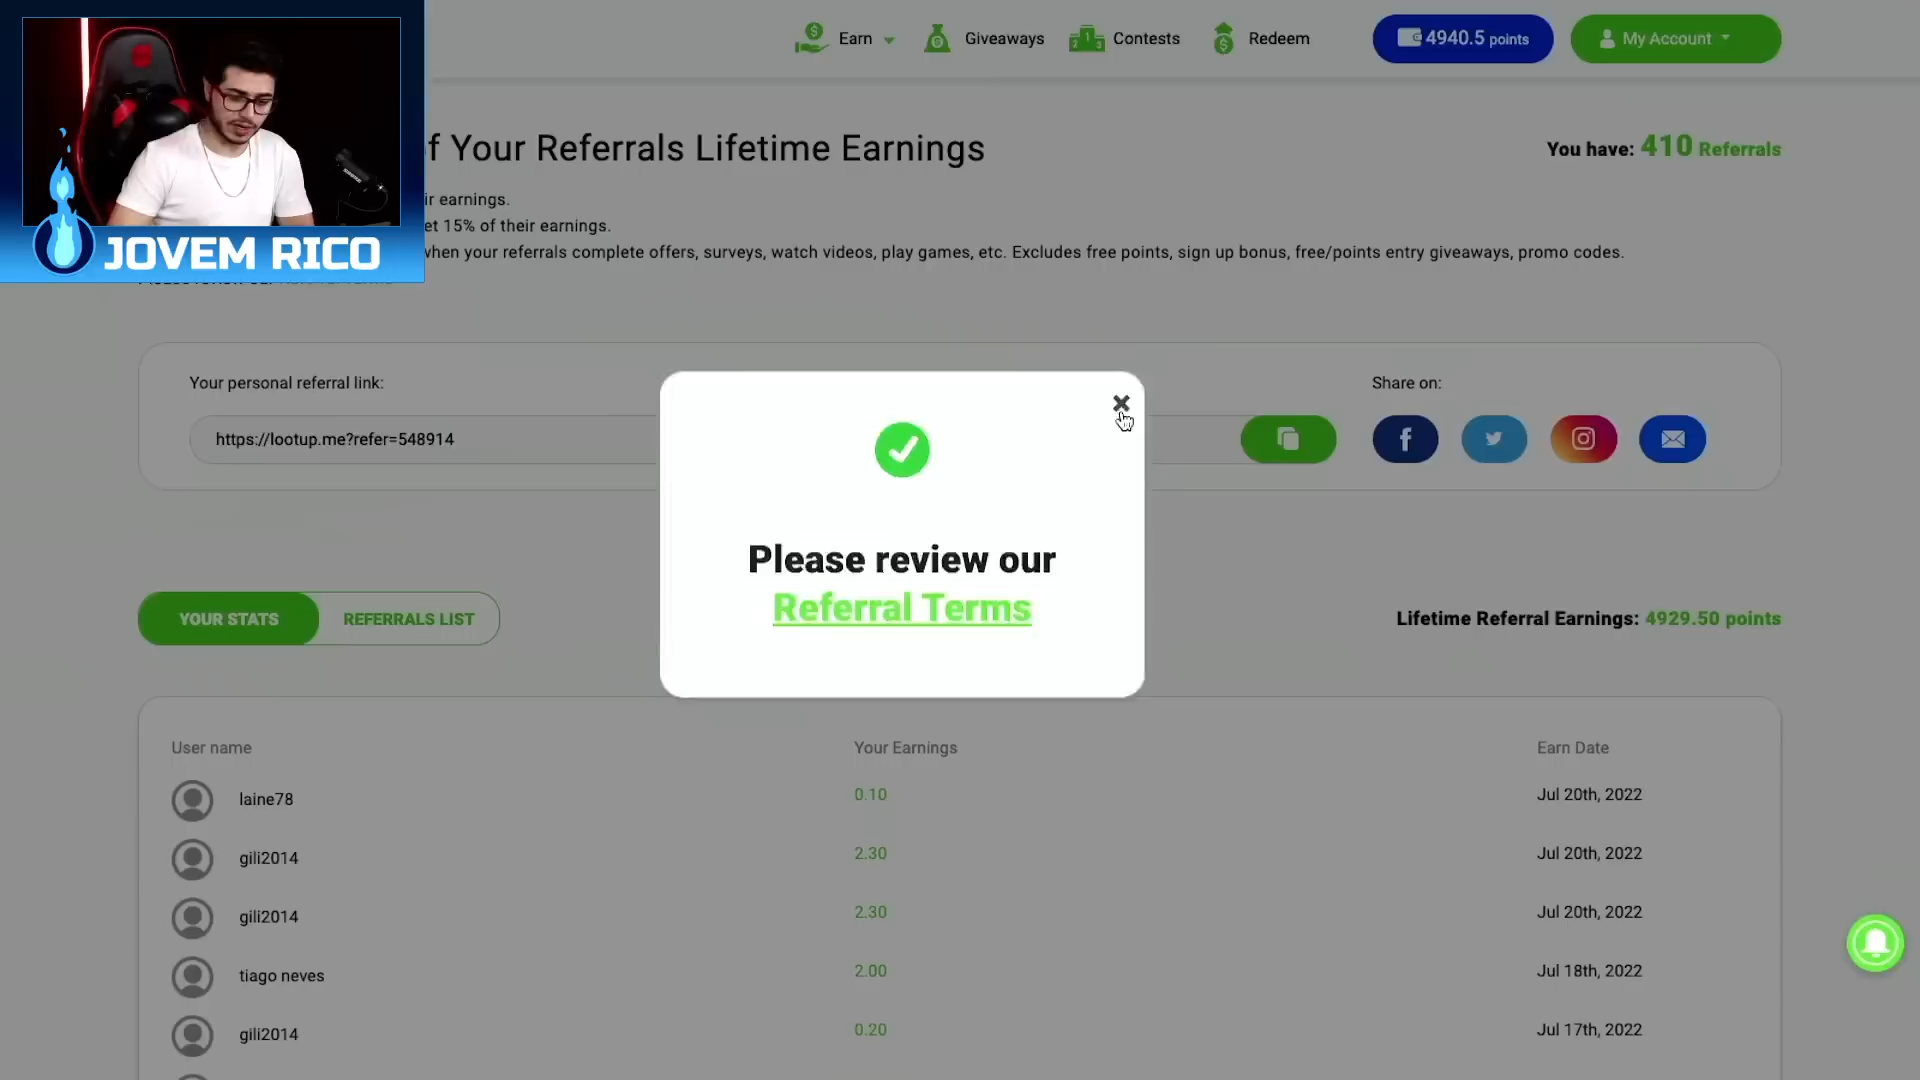 Earn
Giveaways
Contests
Redeem
4940.5 points
My Account
JOVEM RICO
f Your Referrals Lifetime Earnings
You have: 410 Referrals
ir earnings.
et 15% of their earnings.
when your referrals complete offers, surveys, watch videos, play games, etc. Excludes free points, sign up bonus, free/points entry giveaways, promo codes.
Your personal referral link:
Share on:
https://lootup.me?refer=548914
Please review our
Referral Terms
YOUR STATS
REFERRALS LIST
Lifetime Referral Earnings: 4929.50 points
User name
Your Earnings
Earn Date
laine78
0.10
Jul 20th, 2022
gili2014
2.30
Jul 20th, 2022
gili2014
2.30
Jul 20th, 2022
tiago neves
2.00
Jul 18th, 2022
gili2014
0.20
Jul 17th, 2022